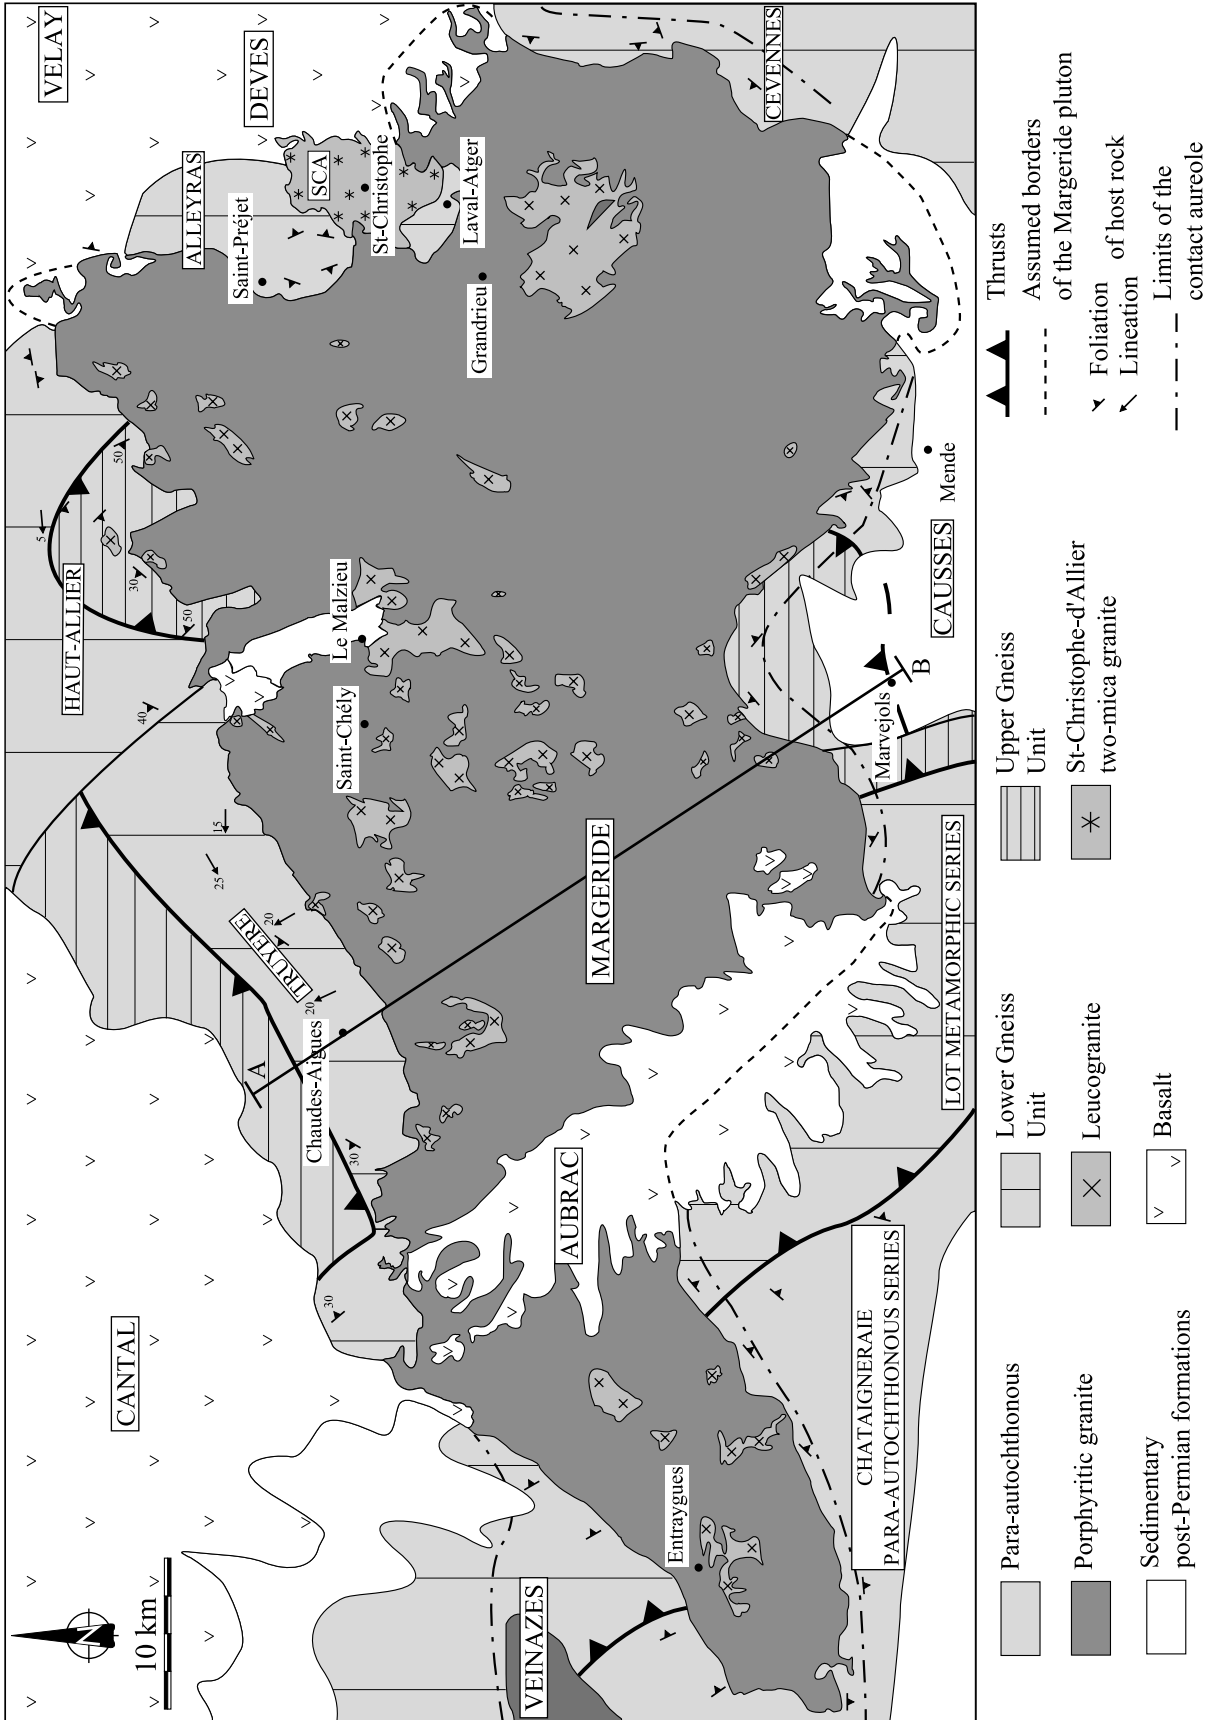 VELAY
DEVES
CEVENNES
ALLEYRAS
SCA
St-Christophe
Saint-Préjet
Laval-Atger
Grandrieu
HAUT-ALLIER
50
5
30
50
40
Le Malzieu
Saint-Chély
Mende
CAUSSES
B
Marvejols
15
25
20
TRUYERE
20
A
Chaudes-Aigues
30
MARGERIDE
LOT METAMORPHIC SERIES
AUBRAC
30
CANTAL
CHATAIGNERAIE
PARA-AUTOCHTHONOUS SERIES
Entraygues
VEINAZES
N
10 km
Para-autochthonous
Lower Gneiss
Unit
Upper Gneiss
Unit
Thrusts
Assumed borders
of the Margeride pluton
Porphyritic granite
Leucogranite
St-Christophe-d'Allier
two-mica granite
Foliation
Lineation
of host rock
Sedimentary
post-Permian formations
Basalt
Limits of the
contact aureole